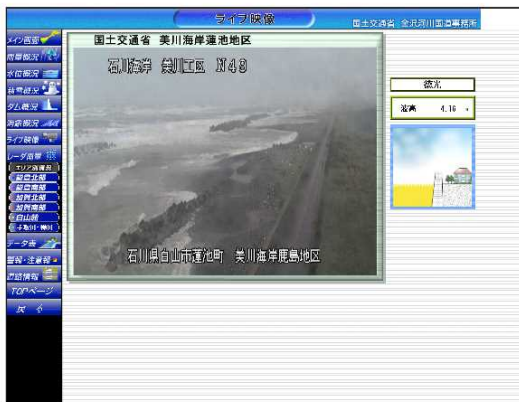 ライブ映像
国土交通省 金沢河川国道事務所
メイン画面
雨量概況
水位概況
積雪概況
ダム概況
海象概況
ライブ映像
レーダ雨量
エリア別雨量
能登北部
能登南部
加賀北部
加賀南部
白山麓
データ表
警報・注意報
道路情報
TOPページ
戻る
国土交通省 美川海岸蓮池地区
石川海岸 美川工区 N49
石川県白山市蓮池町 美川海岸鹿島地区
徳光
波高 4.16